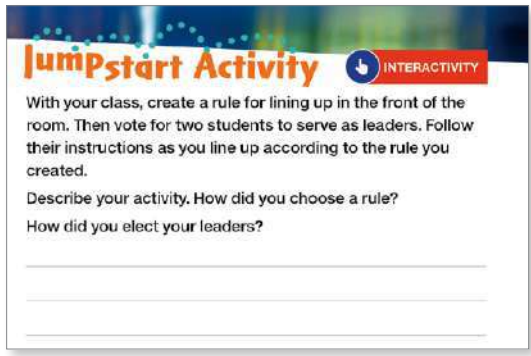 Jumpstart Activity
INTERACTIVITY
With your class, create a rule for lining up in the front of the
room. Then vote for two students to serve as leaders. Follow
their instructions as you line up according to the rule you
created.
Describe your activity. How did you choose a rule?
How did you elect your leaders?